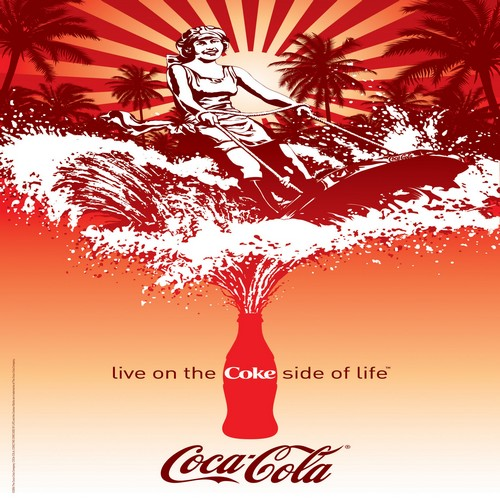 live on the Coke side of life™
Coca-Cola®